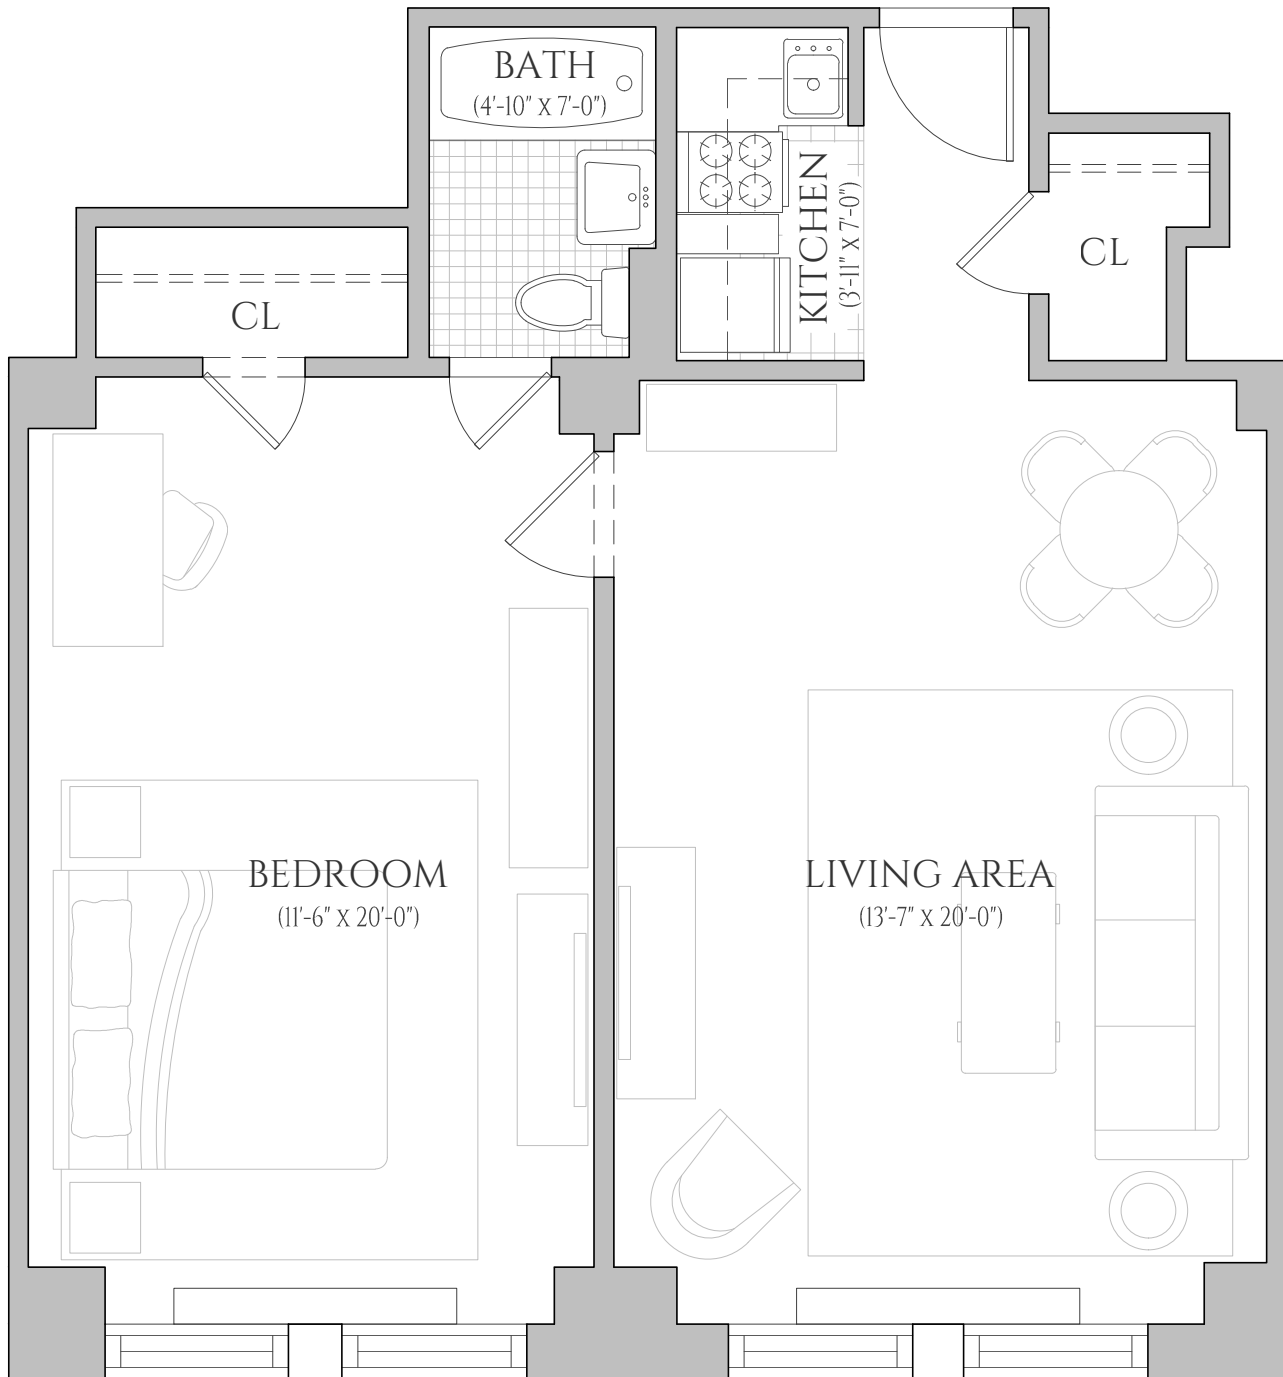 BATH
(4'-10" X 7'-0")
KITCHEN
(3'-11" X 7'-0")
CL
CL
BEDROOM
(11'-6" X 20'-0")
LIVING AREA
(13'-7" X 20'-0")